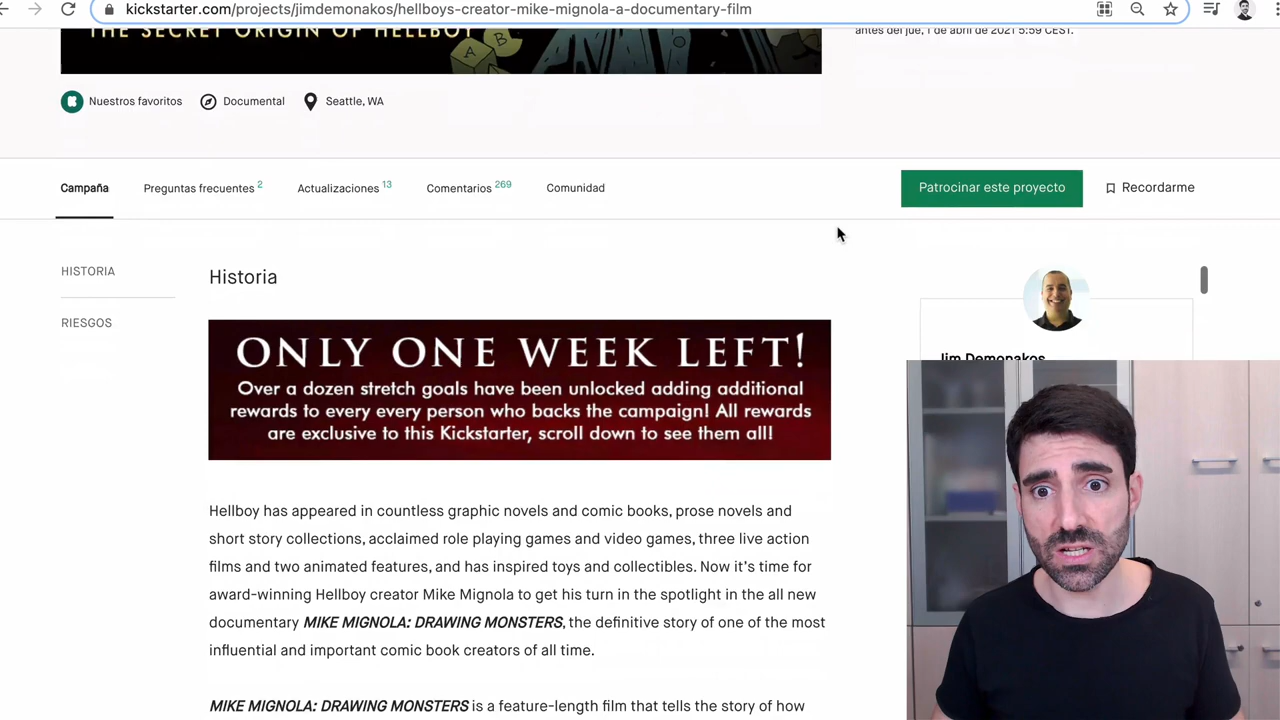 kickstarter.com/projects/jimdemonakos/hellboys-creator-mike-mignola-a-documentary-film
THE SECRET ORIGIN OF HELLBOY
A B
antes del jue, 1 de abril de 2021 5:59 CEST.
Nuestros favoritos Documental Seattle, WA
Campaña Preguntas frecuentes 2 Actualizaciones 13 Comentarios 269 Comunidad Patrocinar este proyecto Recordarme
HISTORIA
RIESGOS
Historia
ONLY ONE WEEK LEFT!
Over a dozen stretch goals have been unlocked adding additional
rewards to every every person who backs the campaign! All rewards
are exclusive to this Kickstarter, scroll down to see them all!
Jim Demonakos
Hellboy has appeared in countless graphic novels and comic books, prose novels and
short story collections, acclaimed role playing games and video games, three live action
films and two animated features, and has inspired toys and collectibles. Now it's time for
award-winning Hellboy creator Mike Mignola to get his turn in the spotlight in the all new
documentary MIKE MIGNOLA: DRAWING MONSTERS, the definitive story of one of the most
influential and important comic book creators of all time.
MIKE MIGNOLA: DRAWING MONSTERS is a feature-length film that tells the story of how